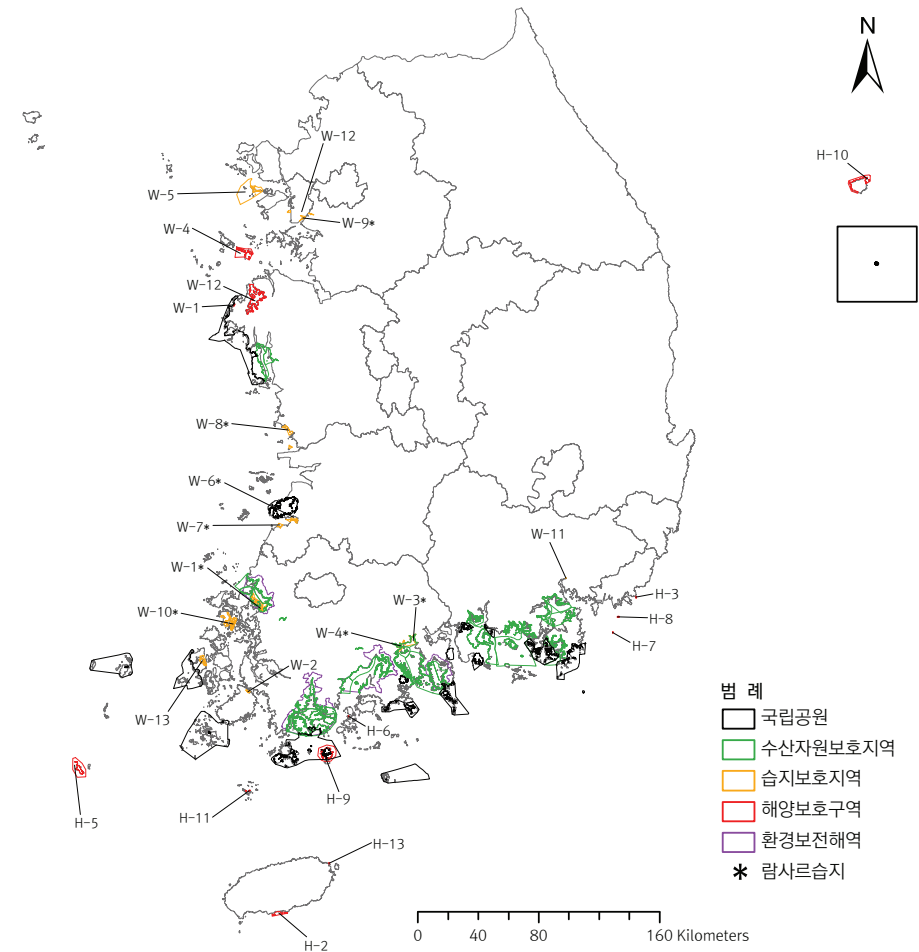 N
W-12
H-10
W-5
W-9*
W-4
W-12
W-1
W-8*
W-6*
W-7*
W-11
W-1*
W-3*
H-3
W-10*
H-8
W-4*
H-7
W-2
W-13
H-6
H-9
H-5
H-11
H-13
H-2
범 례
국립공원
수산자원보호지역
습지보호지역
해양보호구역
환경보전해역
* 람사르습지
0 40 80 160 Kilometers